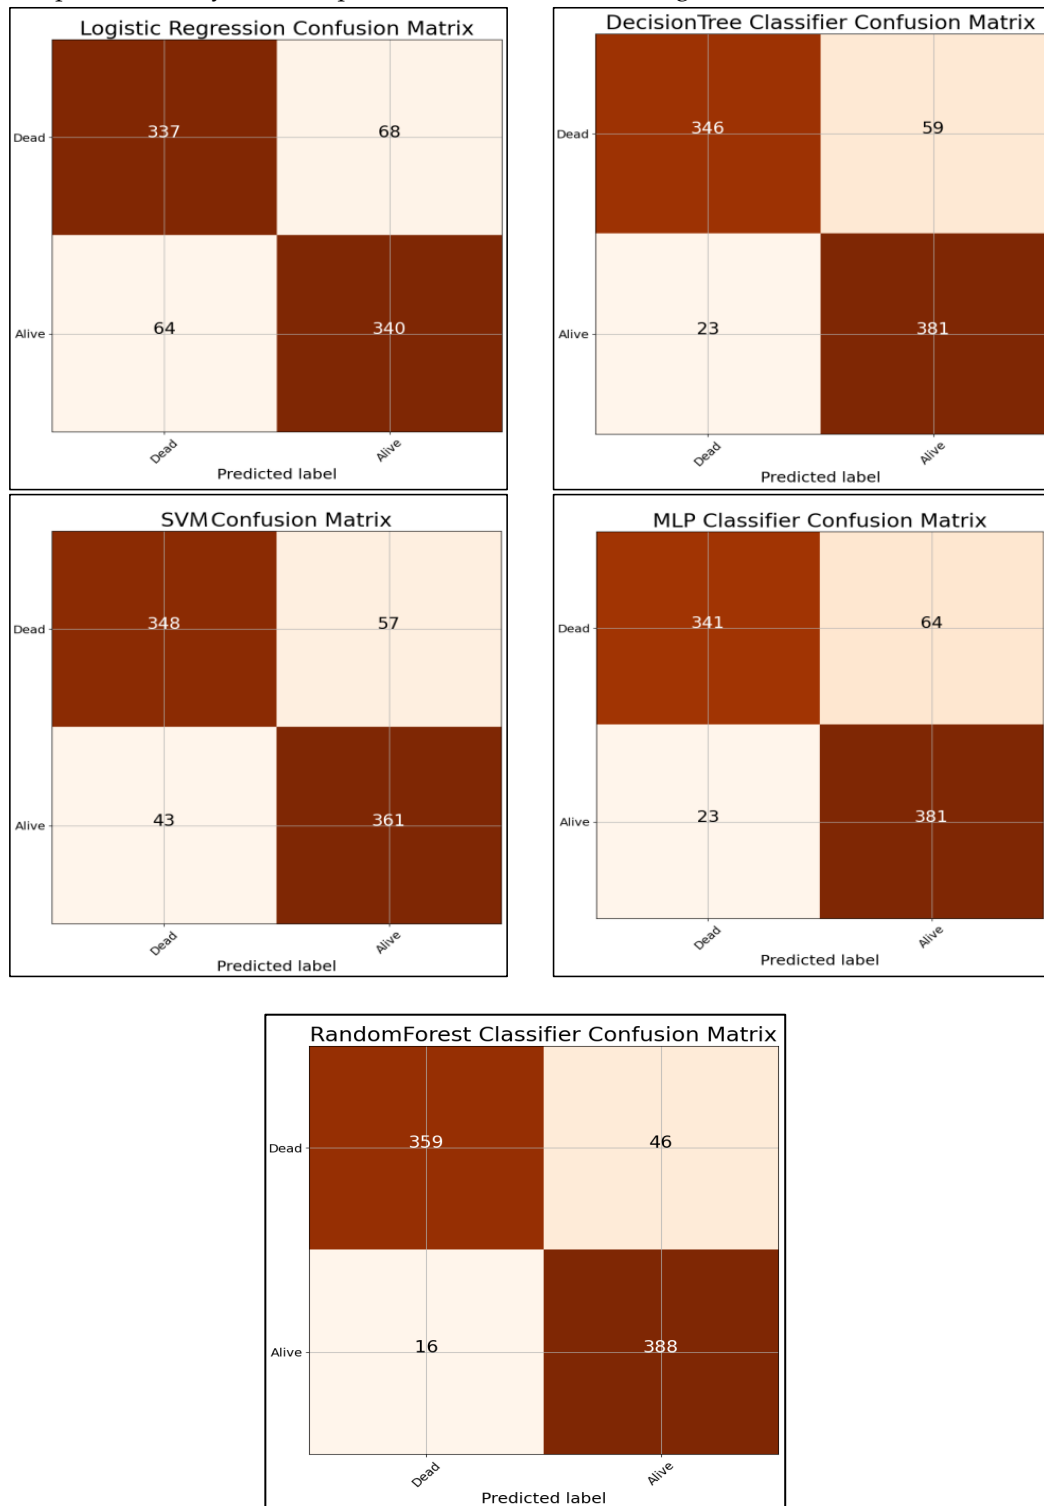 Logistic Regression Confusion Matrix
Dead
337
68
Alive
64
340
Dead
Alive
Predicted label
DecisionTree Classifier Confusion Matrix
Dead
346
59
Alive
23
381
Dead
Alive
Predicted label
SVM Confusion Matrix
Dead
348
57
Alive
43
361
Dead
Alive
Predicted label
MLP Classifier Confusion Matrix
Dead
341
64
Alive
23
381
Dead
Alive
Predicted label
RandomForest Classifier Confusion Matrix
Dead
359
46
Alive
16
388
Dead
Alive
Predicted label